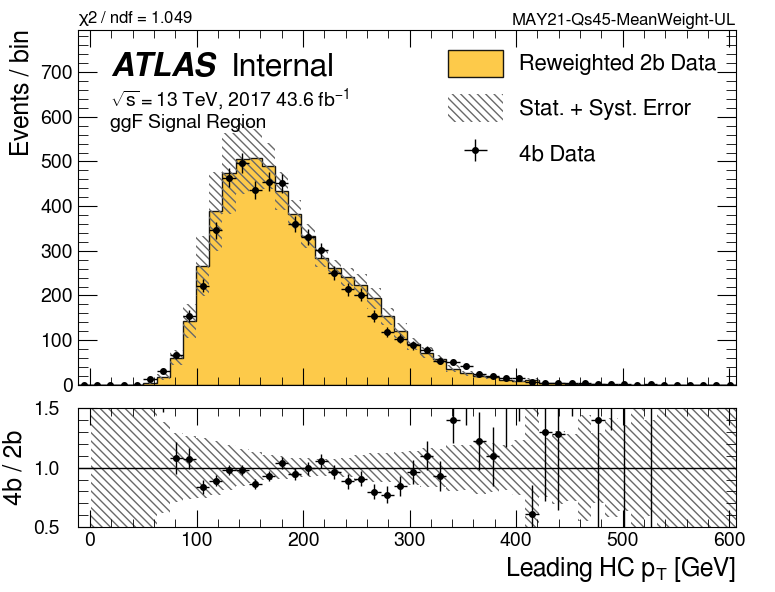 χ2 / ndf = 1.049
MAY21-Qs45-MeanWeight-UL
Events / bin
ATLAS Internal
√s = 13 TeV, 2017 43.6 fb−1
ggF Signal Region
Reweighted 2b Data
Stat. + Syst. Error
4b Data
700
600
500
400
300
200
100
0
4b / 2b
1.5
1.0
0.5
0 100 200 300 400 500 600
Leading HC pT [GeV]